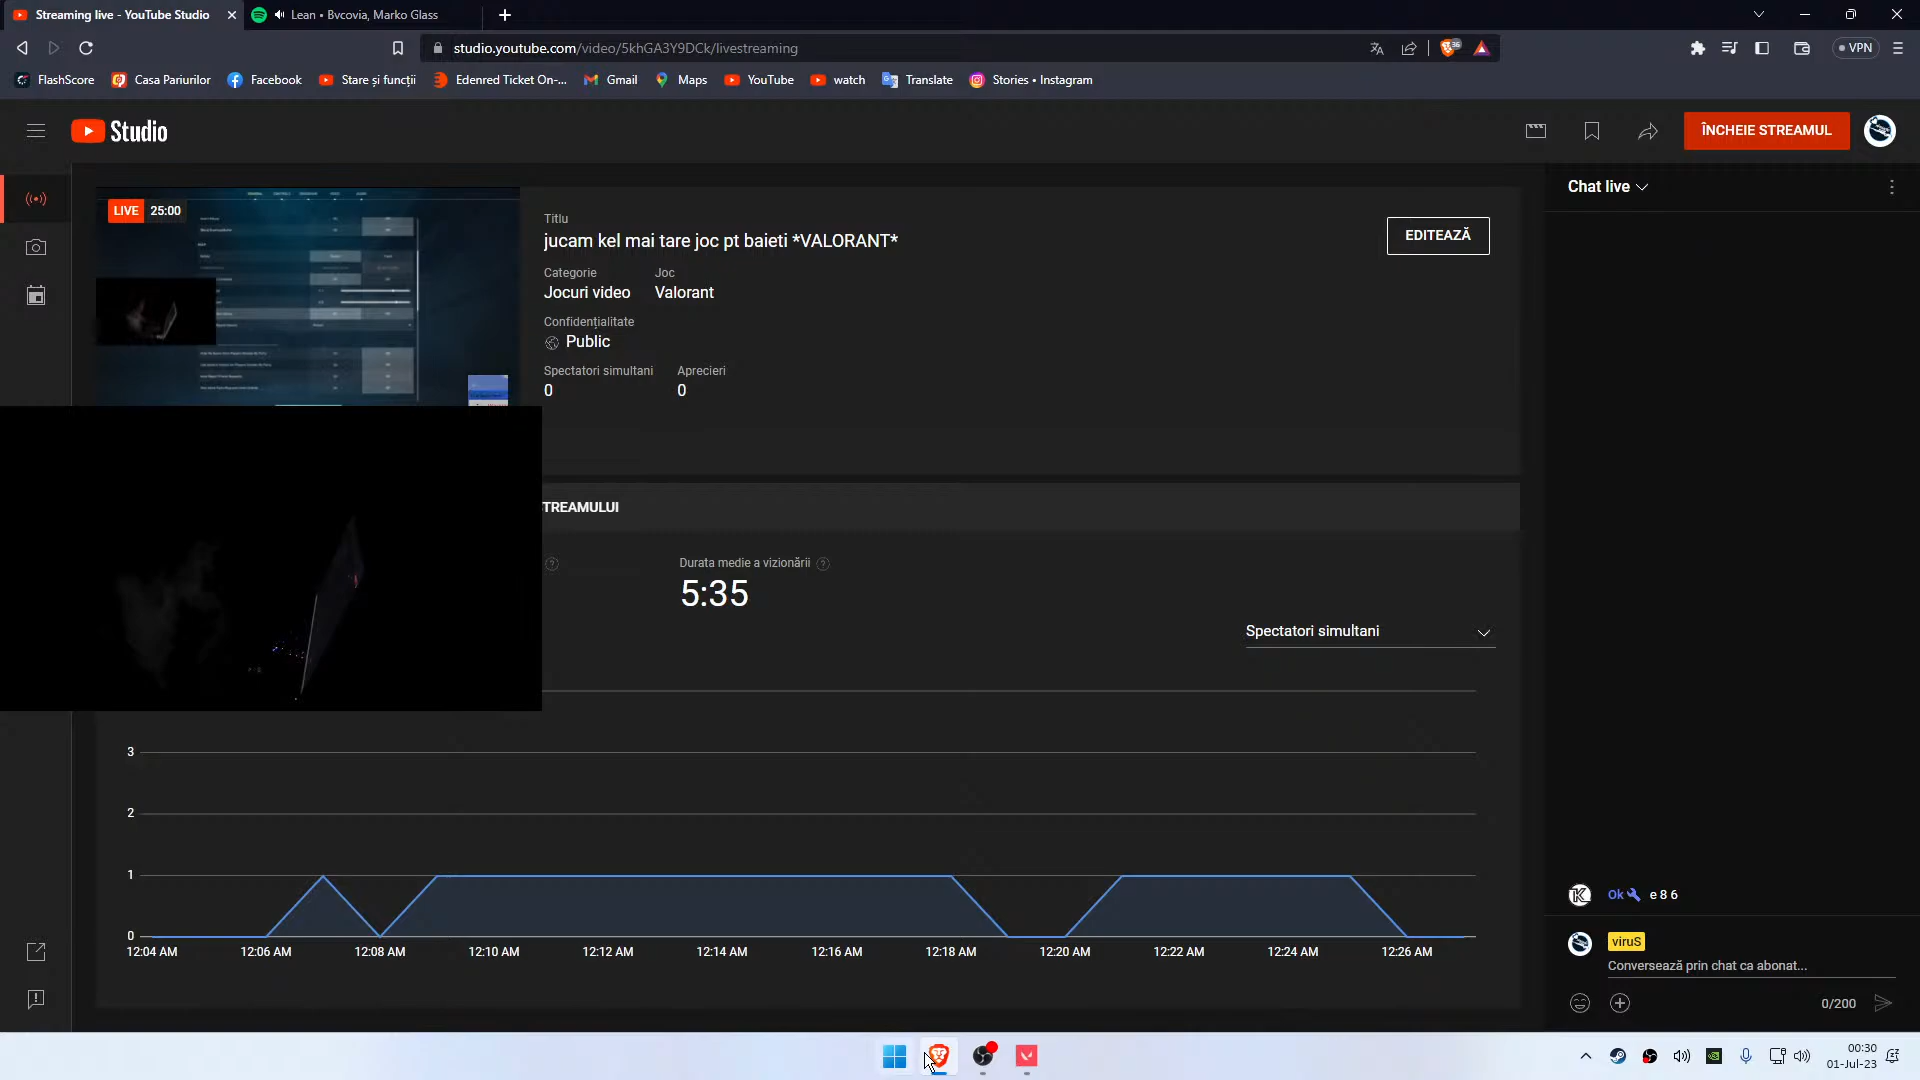 Streaming live - YouTube Studio
Lean • Bvcovia, Marko Glass
studio.youtube.com/video/5khGA3Y9DCk/livestreaming
36
VPN
FlashScore
Casa Pariurilor
Facebook
Stare și funcții
Edenred Ticket On-...
Gmail
Maps
YouTube
watch
Translate
Stories • Instagram
Studio
ÎNCHEIE STREAMUL
LIVE 25:00
Titlu
jucam kel mai tare joc pt baieti *VALORANT*
EDITEAZĂ
Categorie
Joc
Jocuri video
Valorant
Confidențialitate
Public
Spectatori simultani
Aprecieri
0
0
Chat live
TREAMULUI
Durata medie a vizionării
5:35
Spectatori simultani
3
2
1
0
12:04 AM
12:06 AM
12:08 AM
12:10 AM
12:12 AM
12:14 AM
12:16 AM
12:18 AM
12:20 AM
12:22 AM
12:24 AM
12:26 AM
Ok e 8 6
viruS
Conversează prin chat ca abonat...
0/200
00:30
01-Jul-23